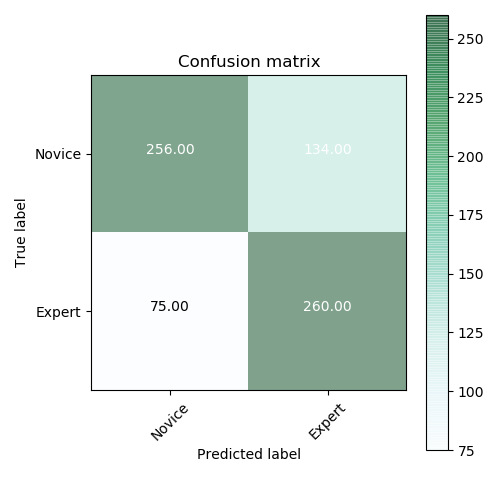 Confusion matrix
True label
Novice
256.00
134.00
Expert
75.00
260.00
Novice
Expert
Predicted label
250
225
200
175
150
125
100
75